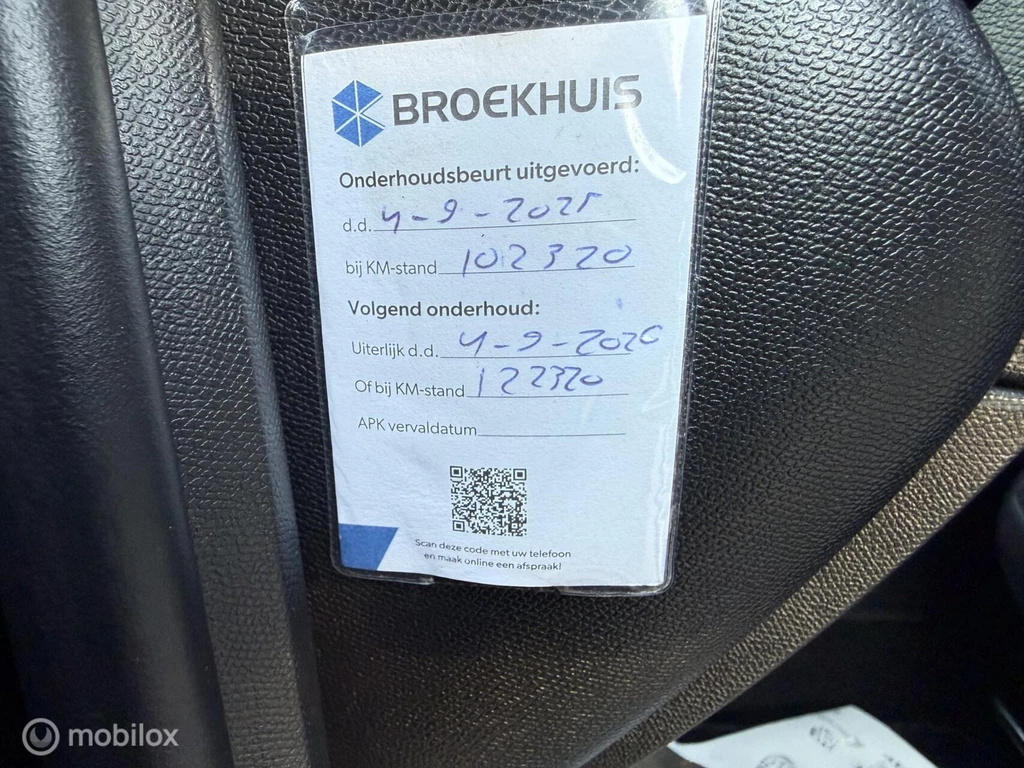 BROEKHUIS
Onderhoudsbeurt uitgevoerd:
d.d. 4-9-2025
bij KM-stand 102320
Volgend onderhoud:
Uiterlijk d.d. 4-9-2026
Of bij KM-stand 122320
APK vervaldatum
Scan deze code met uw telefoon
en maak online een afspraak!
mobilox